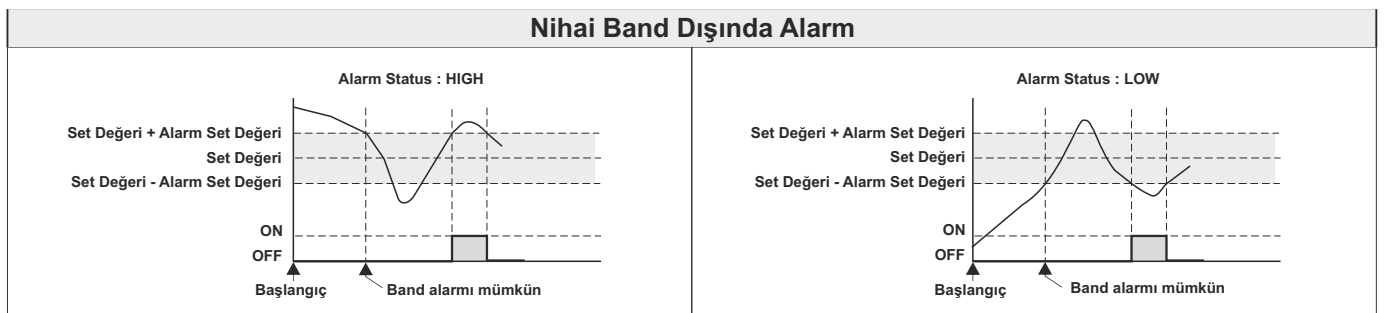 Nihai Band Dışında Alarm
Alarm Status : HIGH
Set Değeri + Alarm Set Değeri
Set Değeri
Set Değeri - Alarm Set Değeri
ON
OFF
Başlangıç
Band alarmı mümkün
Alarm Status : LOW
Set Değeri + Alarm Set Değeri
Set Değeri
Set Değeri - Alarm Set Değeri
ON
OFF
Başlangıç
Band alarmı mümkün